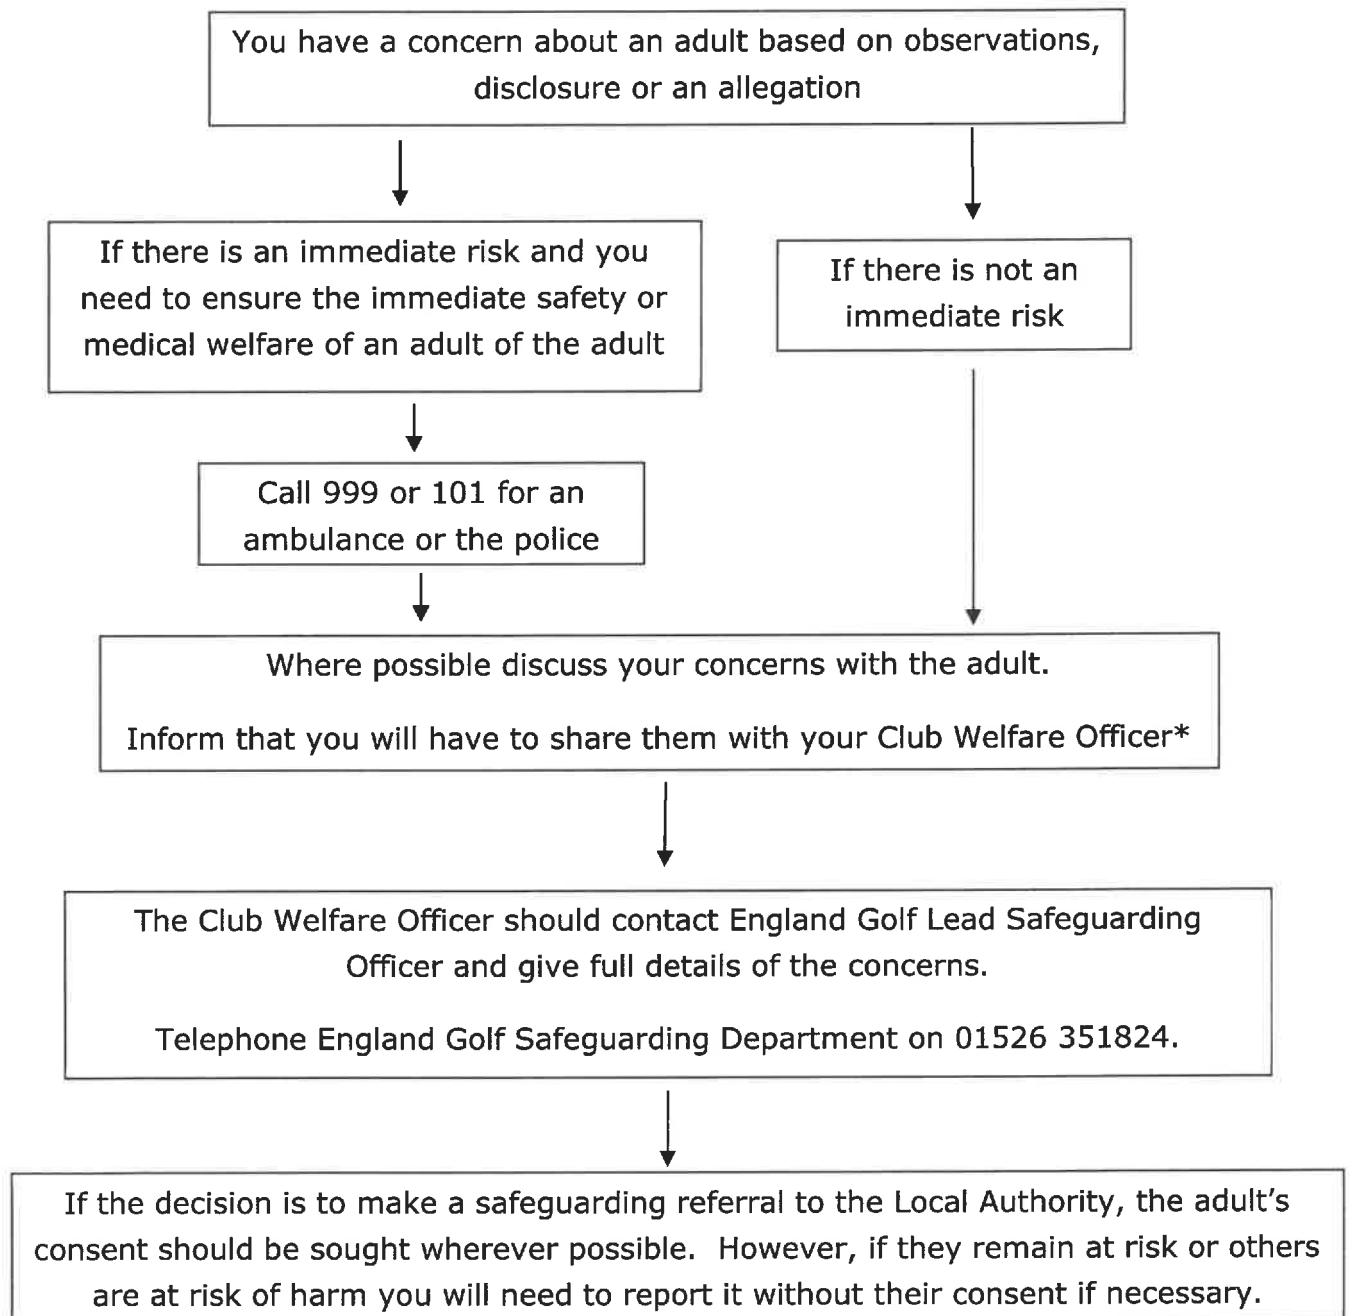 You have a concern about an adult based on observations,
disclosure or an allegation
If there is an immediate risk and you
need to ensure the immediate safety or
medical welfare of an adult of the adult
If there is not an
immediate risk
Call 999 or 101 for an
ambulance or the police
Where possible discuss your concerns with the adult.
Inform that you will have to share them with your Club Welfare Officer*
The Club Welfare Officer should contact England Golf Lead Safeguarding
Officer and give full details of the concerns.
Telephone England Golf Safeguarding Department on 01526 351824.
If the decision is to make a safeguarding referral to the Local Authority, the adult's
consent should be sought wherever possible.  However, if they remain at risk or others
are at risk of harm you will need to report it without their consent if necessary.